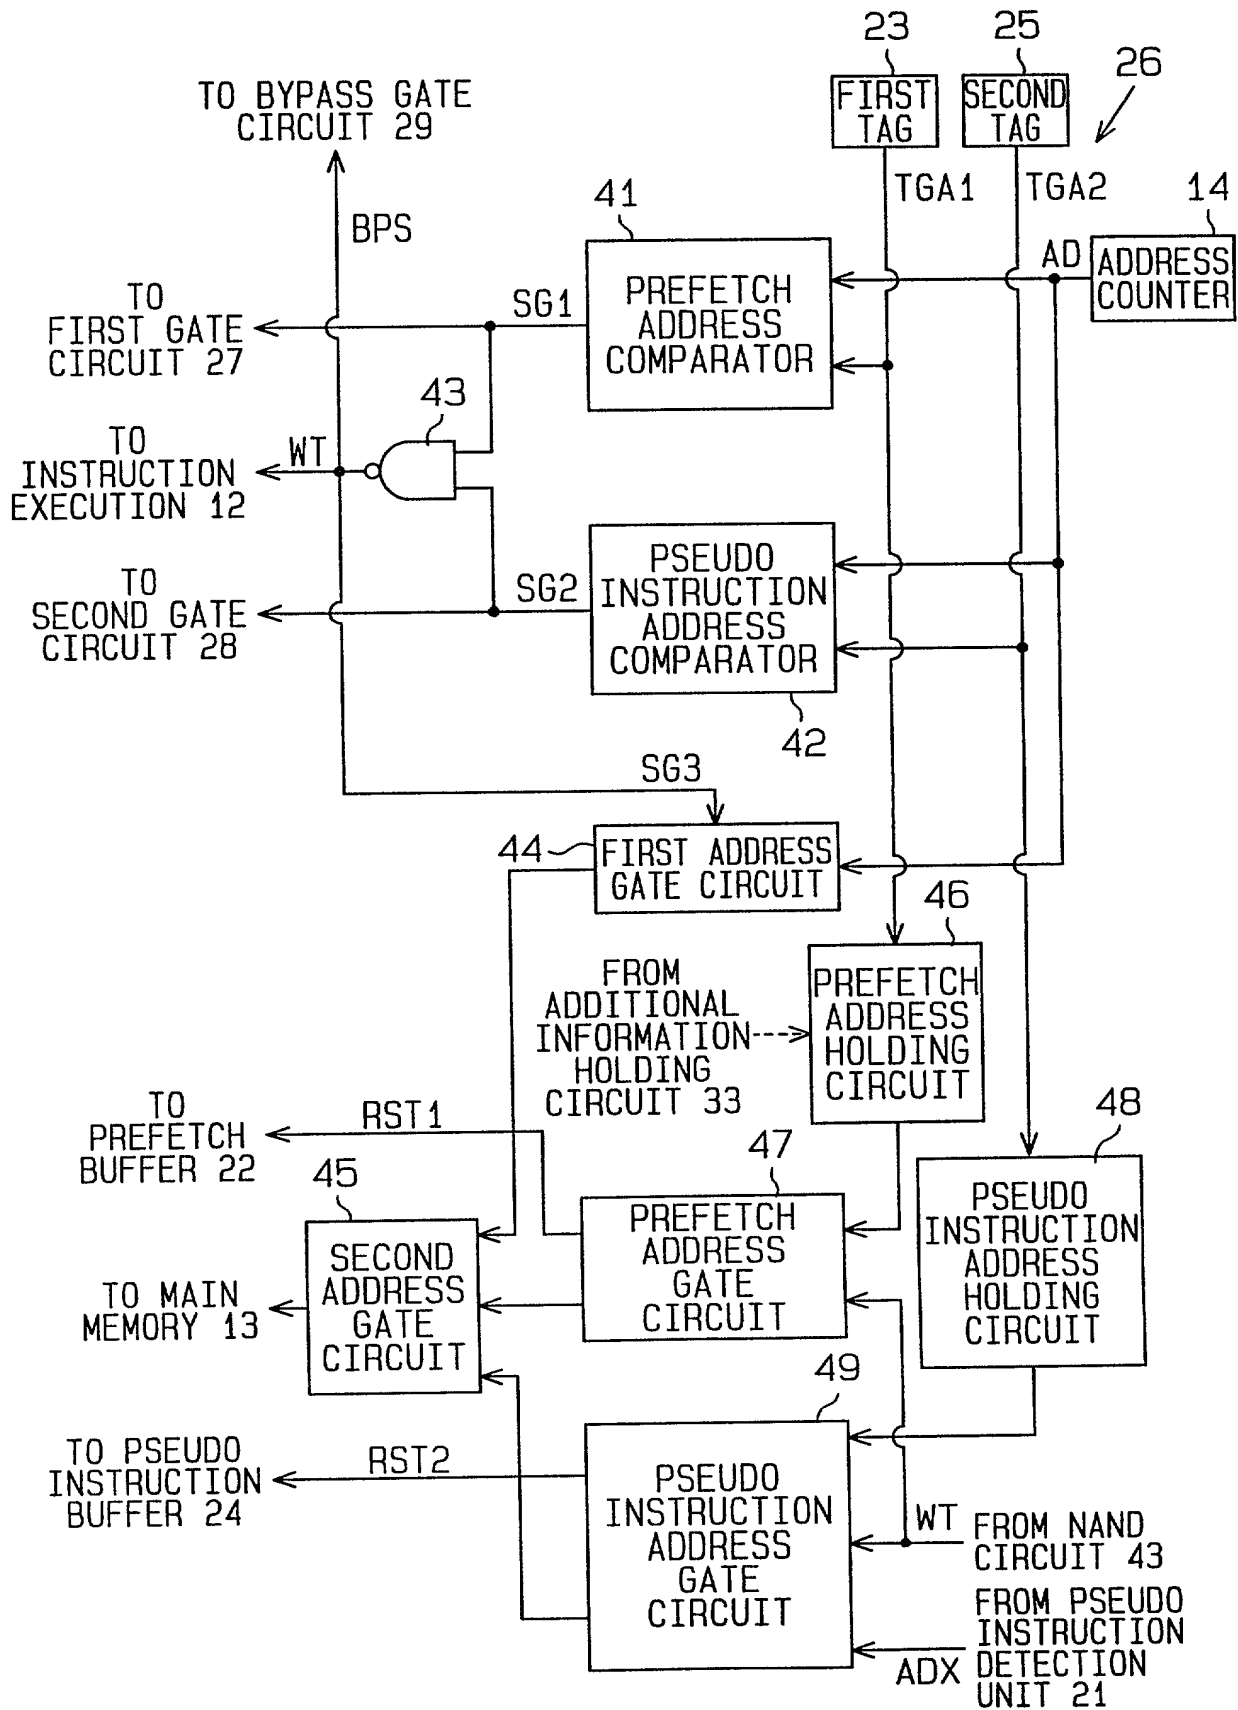 23
25
26
TO BYPASS GATE
CIRCUIT 29
FIRST
TAG
SECOND
TAG
TGA1
TGA2
14
41
BPS
AD
ADDRESS
COUNTER
TO
FIRST GATE
CIRCUIT 27
SG1
PREFETCH
ADDRESS
COMPARATOR
43
TO
INSTRUCTION
EXECUTION 12
WT
TO
SECOND GATE
CIRCUIT 28
SG2
PSEUDO
INSTRUCTION
ADDRESS
COMPARATOR
42
SG3
44
FIRST ADDRESS
GATE CIRCUIT
46
FROM
ADDITIONAL
INFORMATION
HOLDING
CIRCUIT 33
PREFETCH
ADDRESS
HOLDING
CIRCUIT
TO
PREFETCH
BUFFER 22
RST1
48
47
45
PREFETCH
ADDRESS
GATE
CIRCUIT
PSEUDO
INSTRUCTION
ADDRESS
HOLDING
CIRCUIT
SECOND
ADDRESS
GATE
CIRCUIT
TO MAIN
MEMORY 13
49
TO PSEUDO
INSTRUCTION
BUFFER 24
RST2
PSEUDO
INSTRUCTION
ADDRESS
GATE
CIRCUIT
WT
FROM NAND
CIRCUIT 43
ADX
FROM PSEUDO
INSTRUCTION
DETECTION
UNIT 21